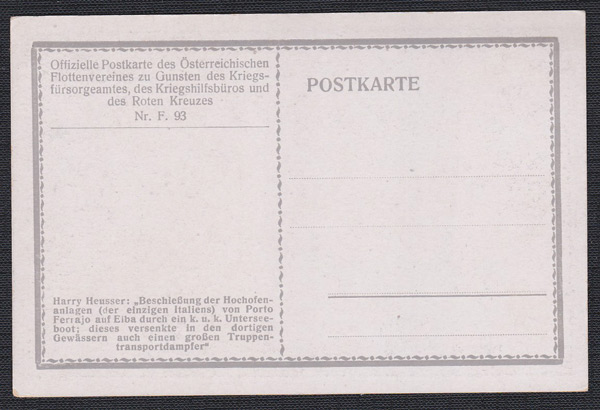 Offizielle Postkarte des Österreichischen
Flottenvereines zu Gunsten des Kriegs-
fürsorgeamtes, des Kriegshilfsbüros und
des Roten Kreuzes
Nr. F. 93
POSTKARTE
Harry Heusser: „Beschießung der Hochofen-
anlagen (der einzigen Italiens) von Porto
Ferrajo auf Elba durch ein k. u. k. Untersee-
boot; dieses versenkte in den dortigen
Gewässern auch einen großen Truppen-
transportdampfer“